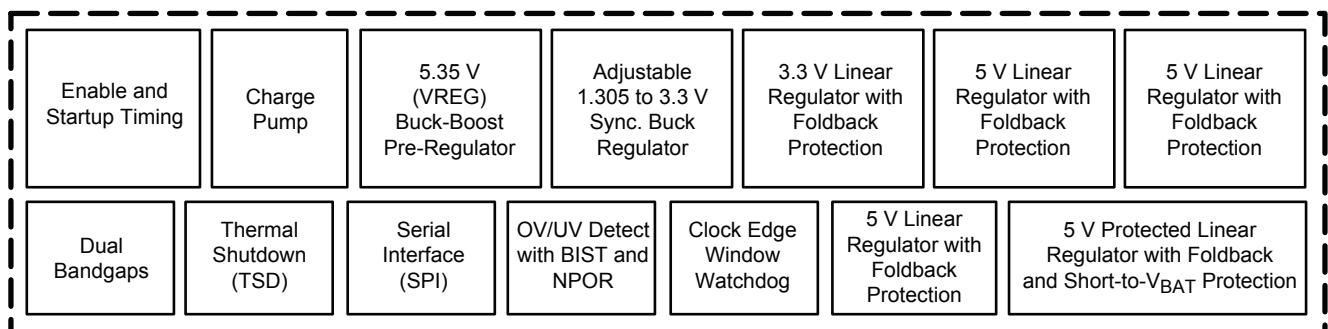 Enable and
Startup Timing
Charge
Pump
5.35 V
(VREG)
Buck-Boost
Pre-Regulator
Adjustable
1.305 to 3.3 V
Sync. Buck
Regulator
3.3 V Linear
Regulator with
Foldback
Protection
5 V Linear
Regulator with
Foldback
Protection
5 V Linear
Regulator with
Foldback
Protection
Dual
Bandgaps
Thermal
Shutdown
(TSD)
Serial
Interface
(SPI)
OV/UV Detect
with BIST and
NPOR
Clock Edge
Window
Watchdog
5 V Linear
Regulator with
Foldback
Protection
5 V Protected Linear
Regulator with Foldback
and Short-to-VBAT Protection